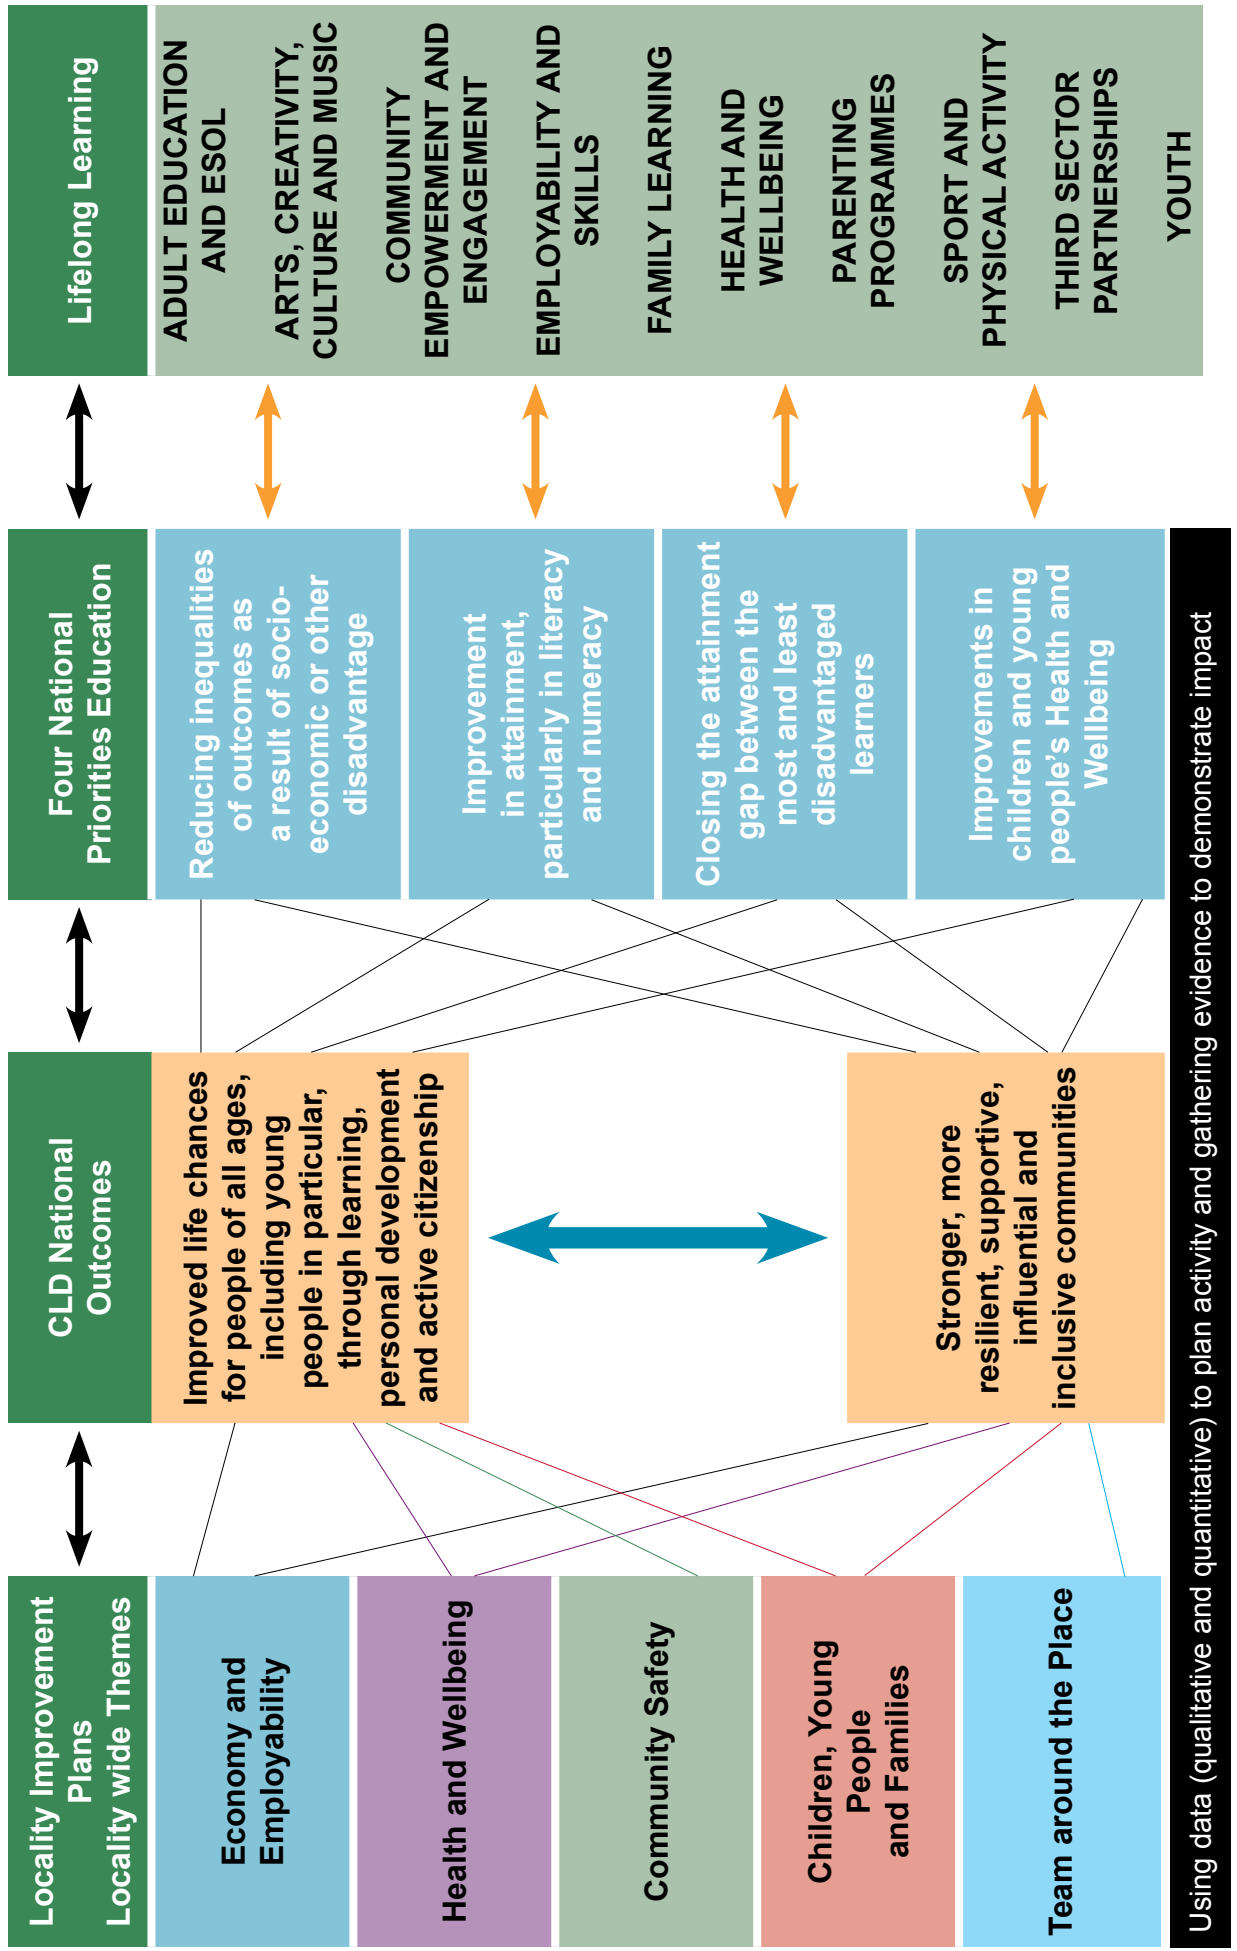 Locality Improvement
Plans
Locality wide Themes
Economy and
Employability
Health and Wellbeing
Community Safety
Children, Young
People
and Families
Team around the Place
CLD National
Outcomes
Improved life chances
for people of all ages,
including young
people in particular,
through learning,
personal development
and active citizenship
Stronger, more
resilient, supportive,
influential and
inclusive communities
Four National
Priorities Education
Reducing inequalities
of outcomes as
a result of socio-
economic or other
disadvantage
Improvement
in attainment,
particularly in literacy
and numeracy
Closing the attainment
gap between the
most and least
disadvantaged
learners
Improvements in
children and young
people's Health and
Wellbeing
Lifelong Learning
ADULT EDUCATION
AND ESOL
ARTS, CREATIVITY,
CULTURE AND MUSIC
COMMUNITY
EMPOWERMENT AND
ENGAGEMENT
EMPLOYABILITY AND
SKILLS
FAMILY LEARNING
HEALTH AND
WELLBEING
PARENTING
PROGRAMMES
SPORT AND
PHYSICAL ACTIVITY
THIRD SECTOR
PARTNERSHIPS
YOUTH
Using data (qualitative and quantitative) to plan activity and gathering evidence to demonstrate impact